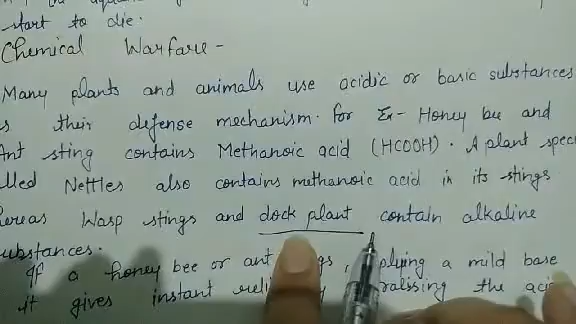 start to die.
Chemical Warfare -
Many plants and animals use acidic or basic substances
their defense mechanism. For Ex- Honey bee and
Ant sting contains Methanoic acid (HCOOH). A plant
Nettles also contains methanoic acid in its stings
Wasp stings and dock plant contain alkaline
If a honey bee or ant a mild base
it gives instant the